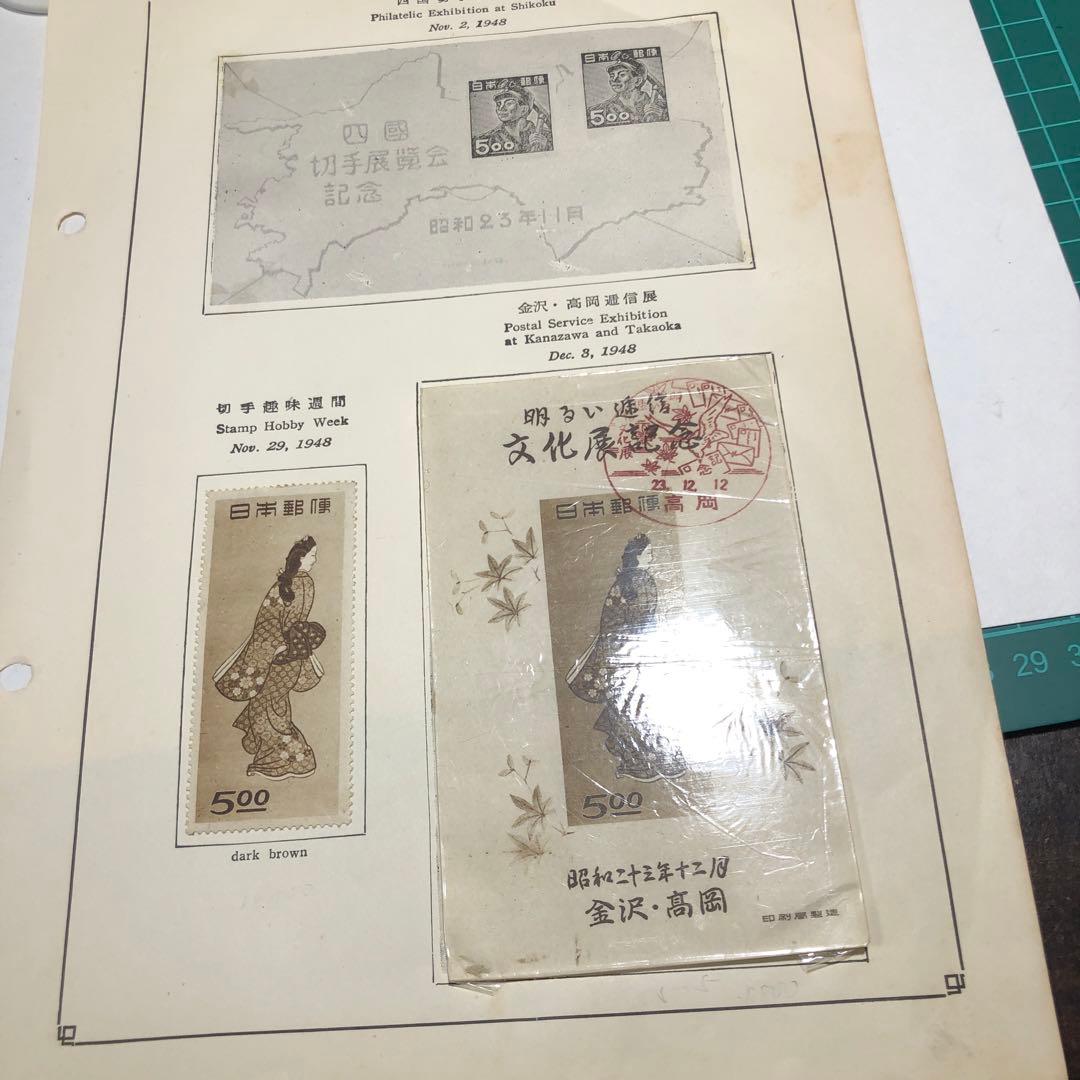 Philatelic Exhibition at Shikoku
Nov. 2, 1948
日本郵便
5.00
日本郵便
5.00
四國
切手展覽会
記念
昭和23年11月
金沢・高岡逓信展
Postal Service Exhibition
at Kanazawa and Takaoka
Dec. 3, 1948
切手趣味週間
Stamp Hobby Week
Nov. 29, 1948
日本郵便
5.00
dark brown
明るい逓信
文化展記念
23. 12. 12
高岡
日本郵便
5.00
昭和二十三年十二月
金沢・高岡
印刷局製造
29